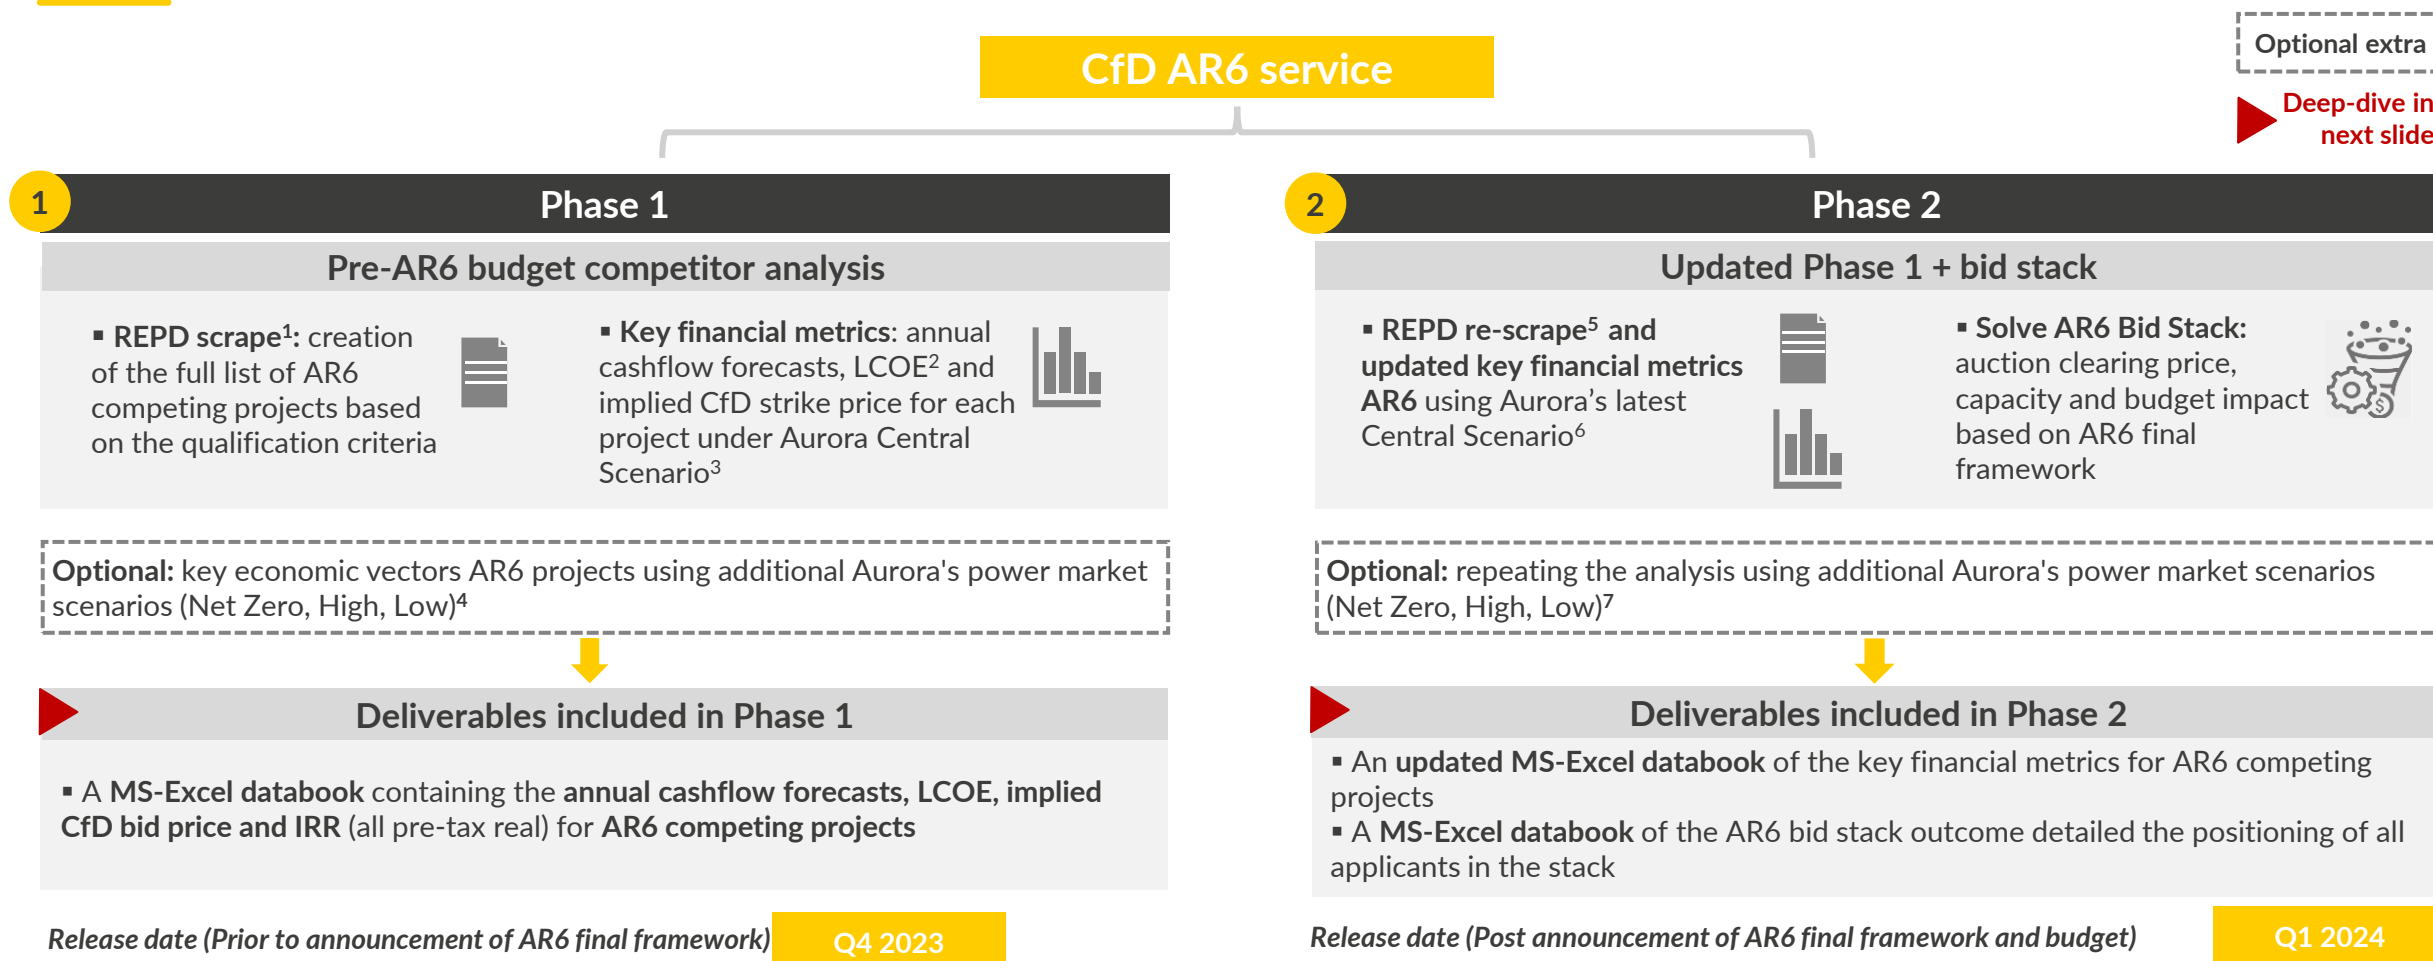 CfD AR6 service
Optional extra
Deep-dive in
next slide
1
Phase 1
Pre-AR6 budget competitor analysis
▪ REPD scrape¹: creation
of the full list of AR6
competing projects based
on the qualification criteria
▪ Key financial metrics: annual
cashflow forecasts, LCOE² and
implied CfD strike price for each
project under Aurora Central
Scenario³
Optional: key economic vectors AR6 projects using additional Aurora's power market
scenarios (Net Zero, High, Low)⁴
Deliverables included in Phase 1
▪ A MS-Excel databook containing the annual cashflow forecasts, LCOE, implied
CfD bid price and IRR (all pre-tax real) for AR6 competing projects
Release date (Prior to announcement of AR6 final framework)
Q4 2023
2
Phase 2
Updated Phase 1 + bid stack
▪ REPD re-scrape⁵ and
updated key financial metrics
AR6 using Aurora’s latest
Central Scenario⁶
▪ Solve AR6 Bid Stack:
auction clearing price,
capacity and budget impact
based on AR6 final
framework
Optional: repeating the analysis using additional Aurora's power market scenarios
(Net Zero, High, Low)⁷
Deliverables included in Phase 2
▪ An updated MS-Excel databook of the key financial metrics for AR6 competing
projects
▪ A MS-Excel databook of the AR6 bid stack outcome detailed the positioning of all
applicants in the stack
Release date (Post announcement of AR6 final framework and budget)
Q1 2024